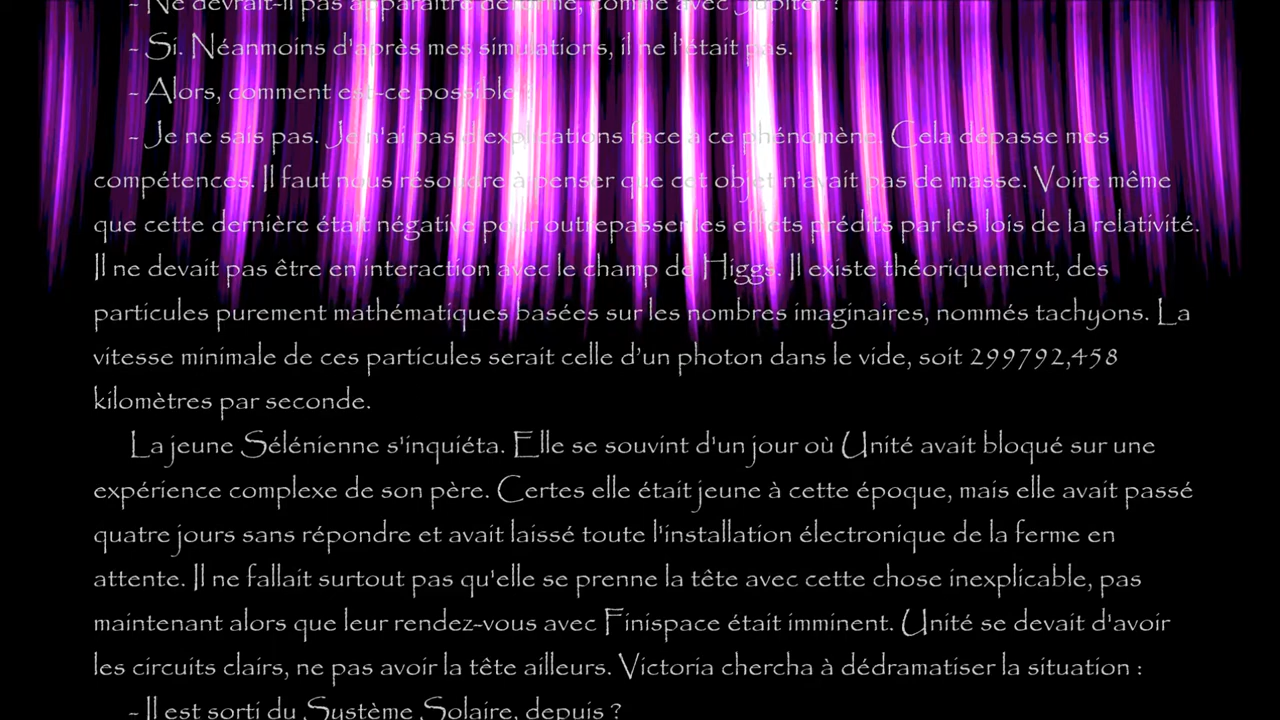 - Ne devrait-il pas apparaître déformé, comme avec Jupiter ?
- Si. Néanmoins d'après mes simulations, il ne l'était pas.
- Alors, comment est-ce possible ?
- Je ne sais pas. Je n'ai pas d'explications face à ce phénomène. Cela dépasse mes
compétences. Il faut nous résoudre à penser que cet objet n'avait pas de masse. Voire même
que cette dernière était négative pour outrepasser les effets prédits par les lois de la relativité.
Il ne devait pas être en interaction avec le champ de Higgs. Il existe théoriquement, des
particules purement mathématiques basées sur les nombres imaginaires, nommés tachyons. La
vitesse minimale de ces particules serait celle d'un photon dans le vide, soit 299792,458
kilomètres par seconde.
La jeune Sélénienne s'inquiéta. Elle se souvint d'un jour où Unité avait bloqué sur une
expérience complexe de son père. Certes elle était jeune à cette époque, mais elle avait passé
quatre jours sans répondre et avait laissé toute l'installation électronique de la ferme en
attente. Il ne fallait surtout pas qu'elle se prenne la tête avec cette chose inexplicable, pas
maintenant alors que leur rendez-vous avec Finispace était imminent. Unité se devait d'avoir
les circuits clairs, ne pas avoir la tête ailleurs. Victoria chercha à dédramatiser la situation :
- Il est sorti du Système Solaire, depuis ?